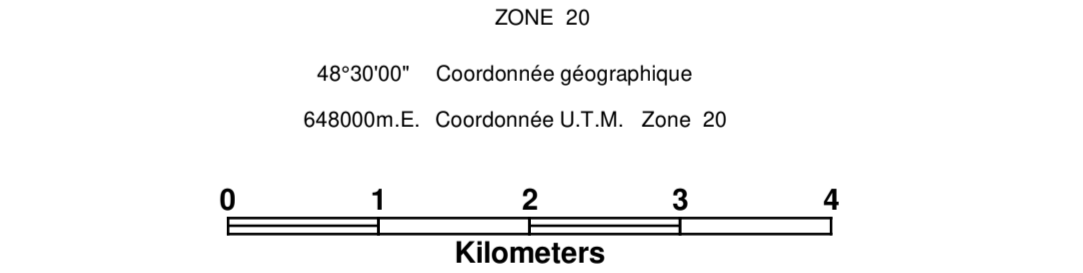 ZONE 20
48°30'00" Coordonnée géographique
648000m.E. Coordonnée U.T.M. Zone 20
0 1 2 3 4
Kilometers